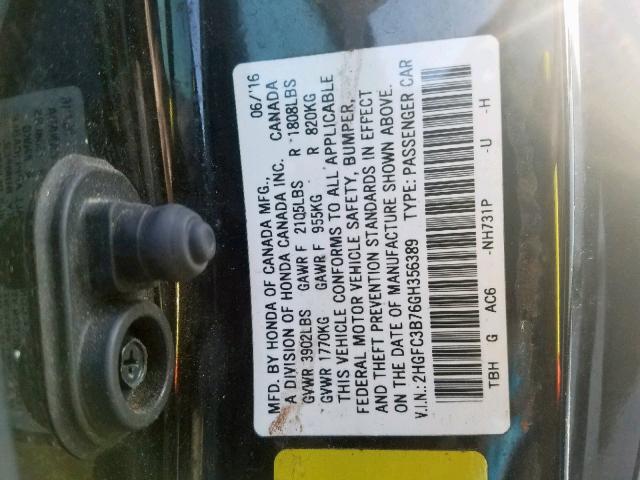 MFD. BY HONDA OF CANADA MFG. 06/'16
A DIVISION OF HONDA CANADA INC. CANADA
GVWR 3902LBS GAWR F 2105LBS R 1808LBS
GVWR 1770KG GAWR F 955KG R 820KG
THIS VEHICLE CONFORMS TO ALL APPLICABLE
FEDERAL MOTOR VEHICLE SAFETY, BUMPER,
AND THEFT PREVENTION STANDARDS IN EFFECT
ON THE DATE OF MANUFACTURE SHOWN ABOVE.
V.I.N.:2HGFC3B76GH356389 TYPE: PASSENGER CAR
TBH G AC6 -NH731P -U -H